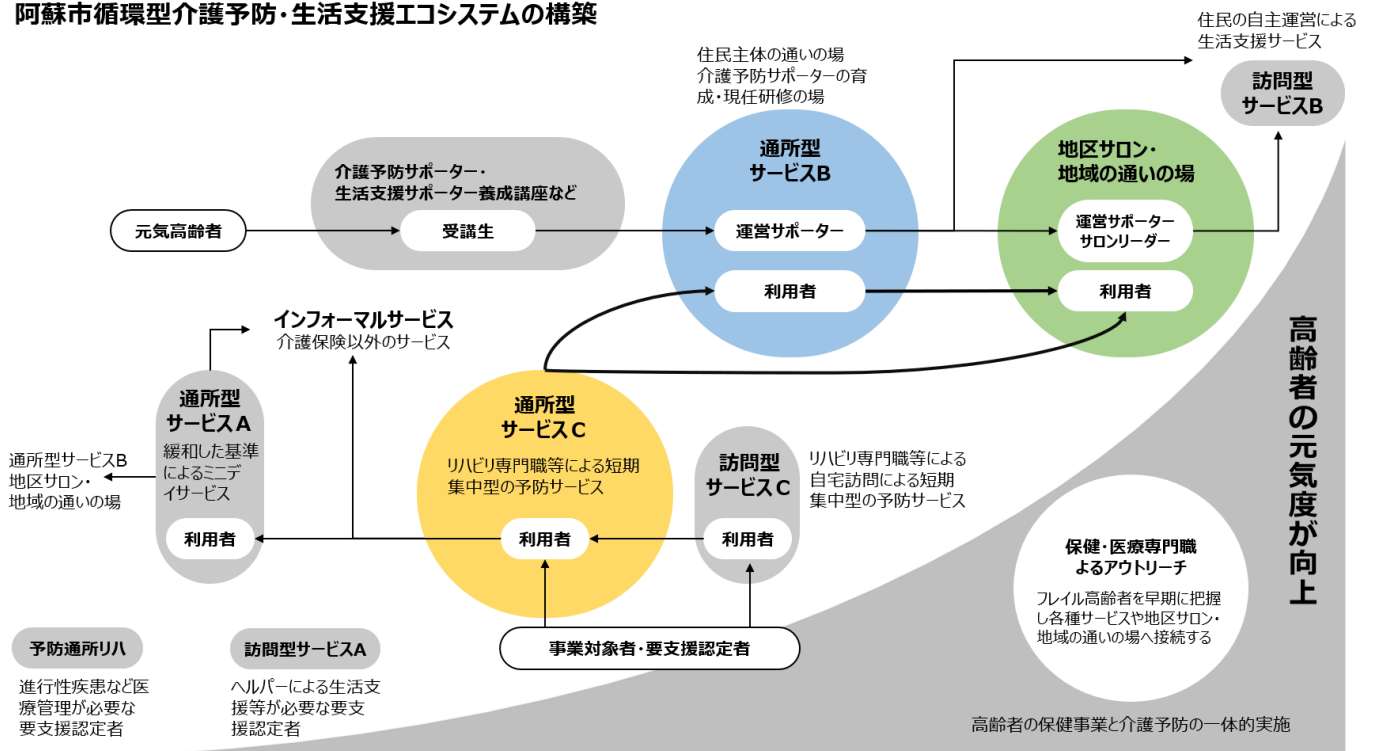 阿蘇市循環型介護予防・生活支援エコシステムの構築
住民の自主運営による
生活支援サービス
訪問型
サービスB
住民主体の通いの場
介護予防サポーターの育
成・現任研修の場
通所型
サービスB
運営サポーター
利用者
地区サロン・
地域の通いの場
運営サポーター
サロンリーダー
利用者
介護予防サポーター・
生活支援サポーター養成講座など
受講生
元気高齢者
インフォーマルサービス
介護保険以外のサービス
通所型
サービスA
緩和した基準
によるミニデ
イサービス
利用者
通所型サービスB
地区サロン・
地域の通いの場
通所型
サービスC
リハビリ専門職等による短期
集中型の予防サービス
利用者
訪問型
サービスC
利用者
リハビリ専門職等による
自宅訪問による短期
集中型の予防サービス
事業対象者・要支援認定者
高齢者の元気度が向上
保健・医療専門職
よるアウトリーチ
フレイル高齢者を早期に把握
し各種サービスや地区サロン・
地域の通いの場へ接続する
予防通所リハ
進行性疾患など医
療管理が必要な
要支援認定者
訪問型サービスA
ヘルパーによる生活支
援等が必要な要支
援認定者
高齢者の保健事業と介護予防の一体的実施